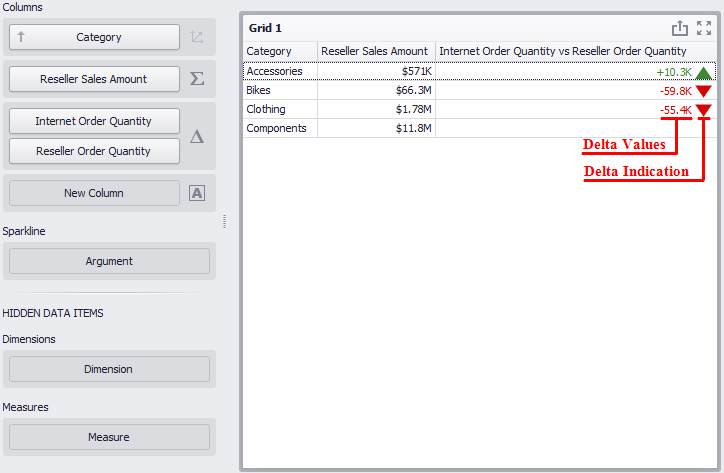 Columns
Category
Reseller Sales Amount
Σ
Internet Order Quantity
Reseller Order Quantity
Δ
New Column
A
Sparkline
Argument
HIDDEN DATA ITEMS
Dimensions
Dimension
Measures
Measure
Grid 1
Category Reseller Sales Amount Internet Order Quantity vs Reseller Order Quantity
Accessories $571K +10.3K
Bikes $66.3M -59.8K
Clothing $1.78M -55.4K
Components $11.8M
Delta Values
Delta Indication